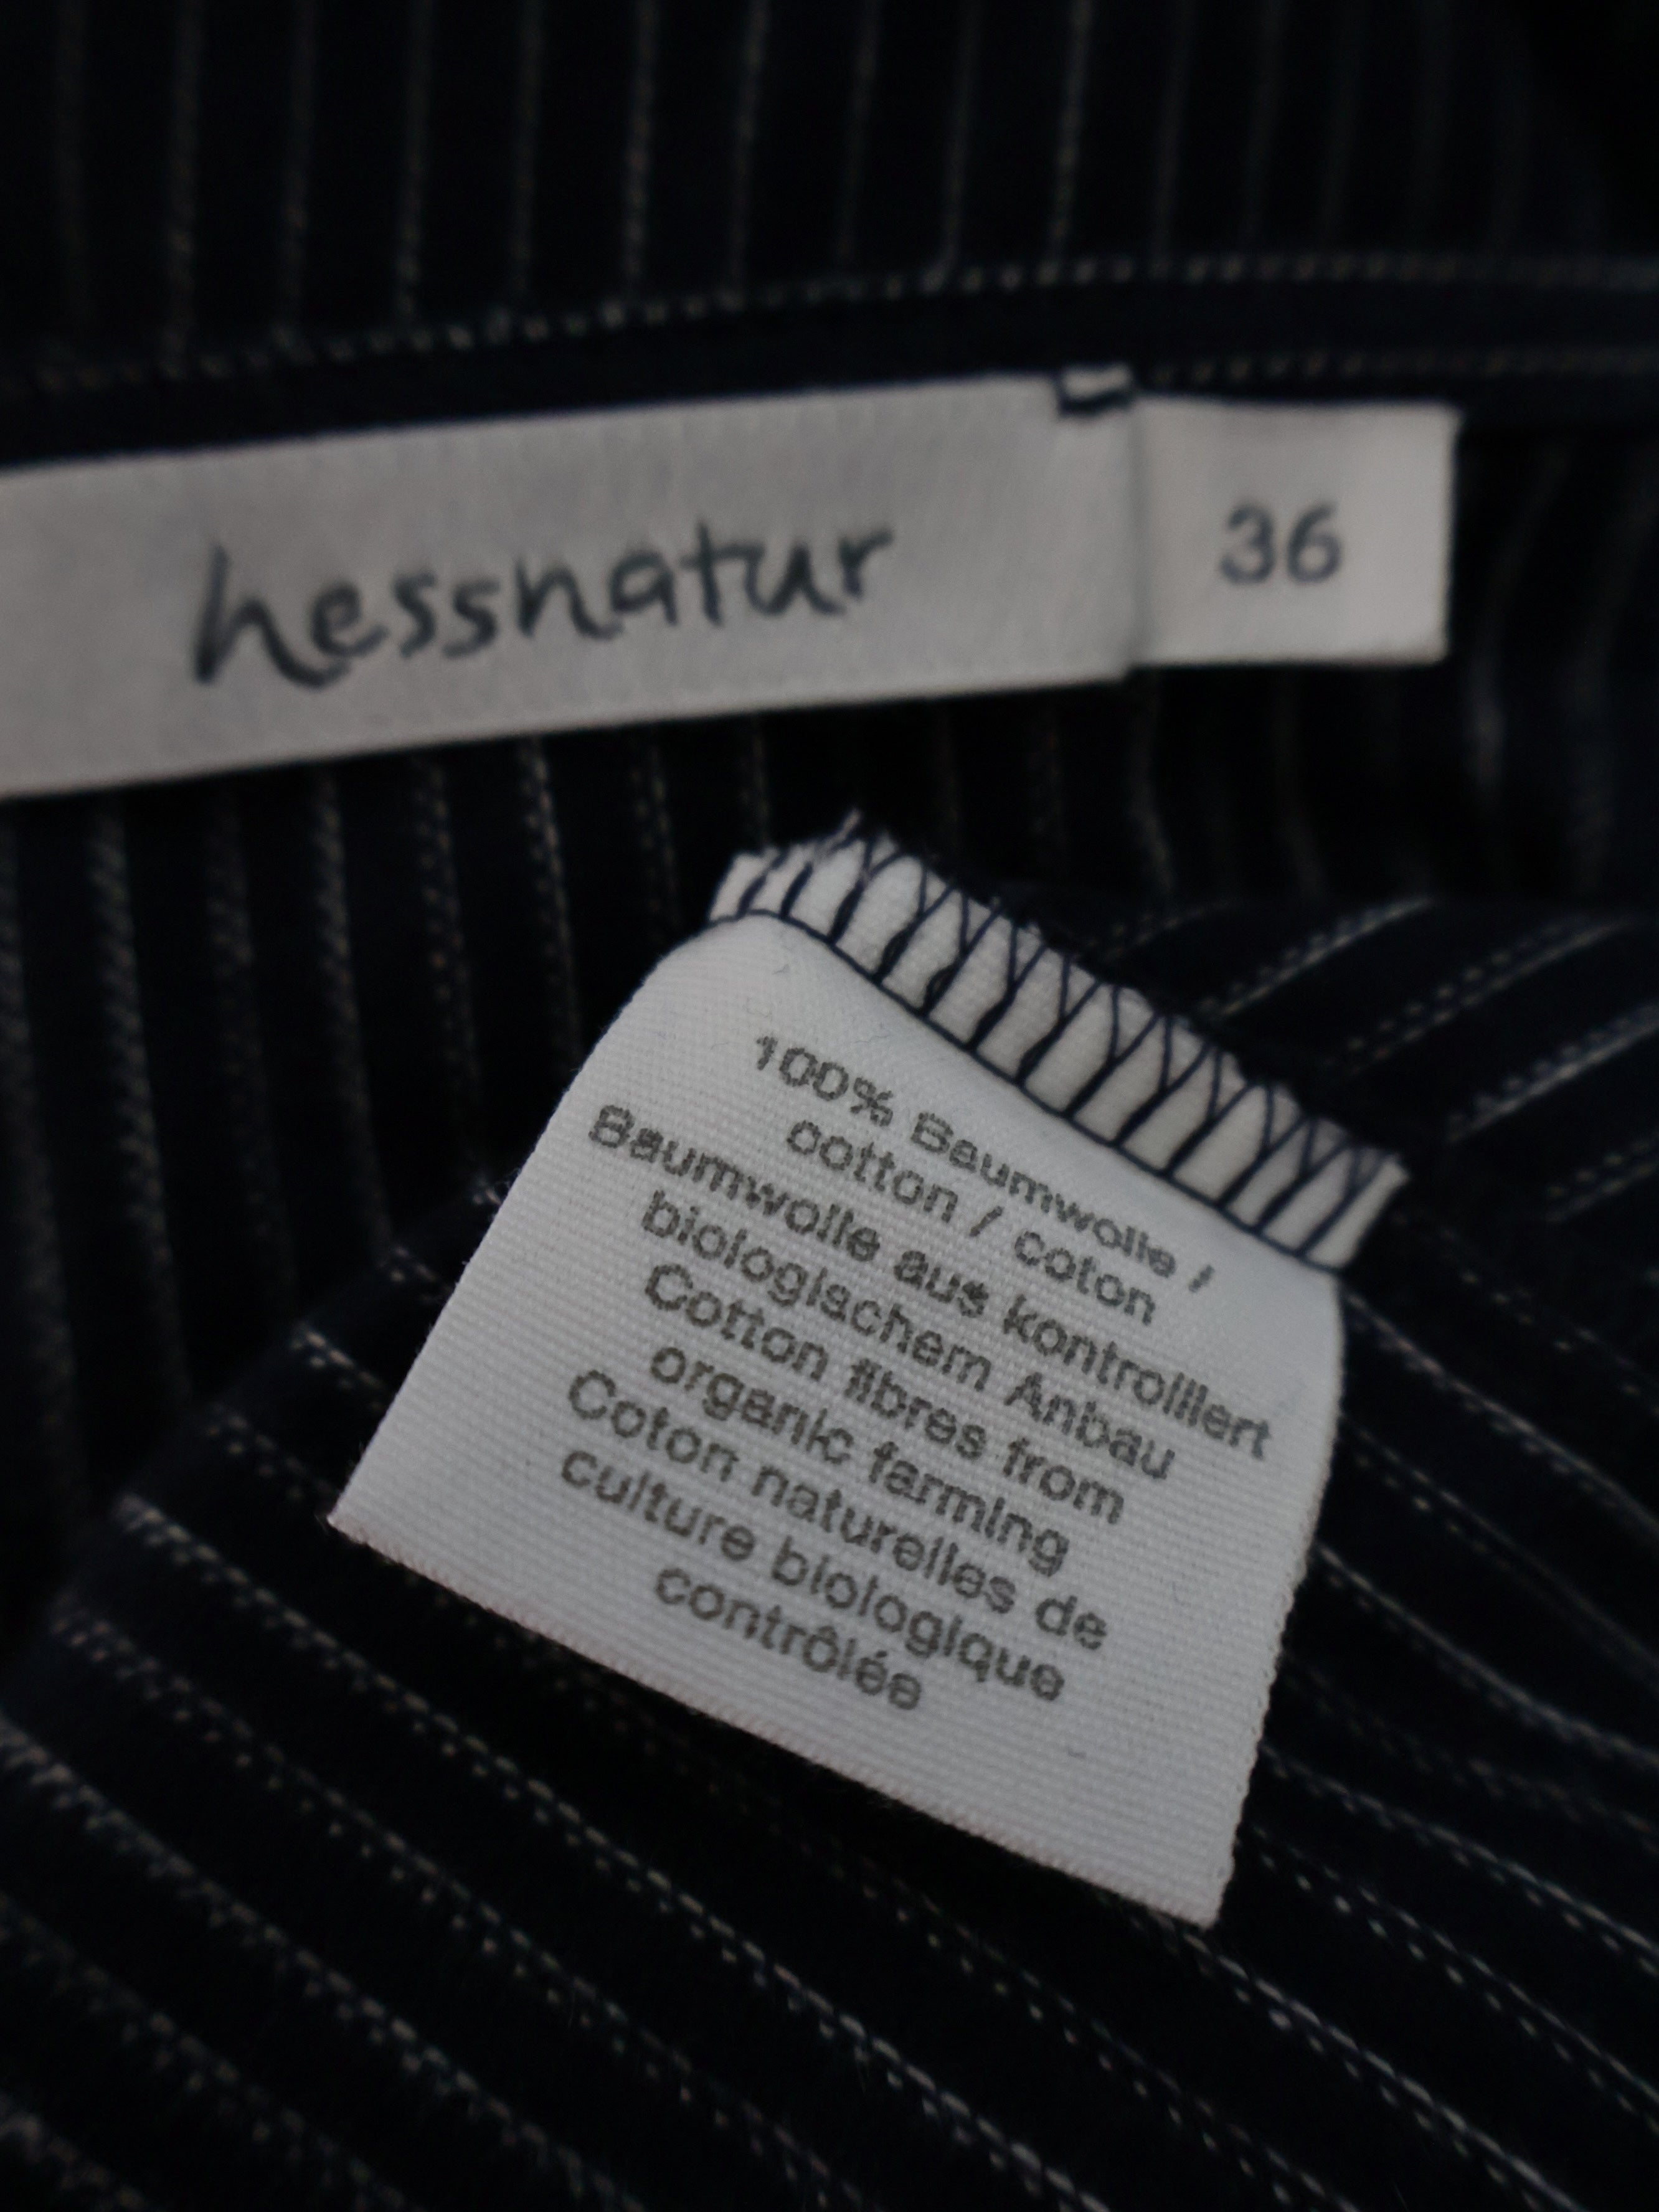 hessnatur
36
100% Baumwolle /
cotton / coton
Baumwolle aus kontrolliert
biologischem Anbau
Cotton fibres from
organic farming
Coton naturelles de
culture biologique
contrôlée